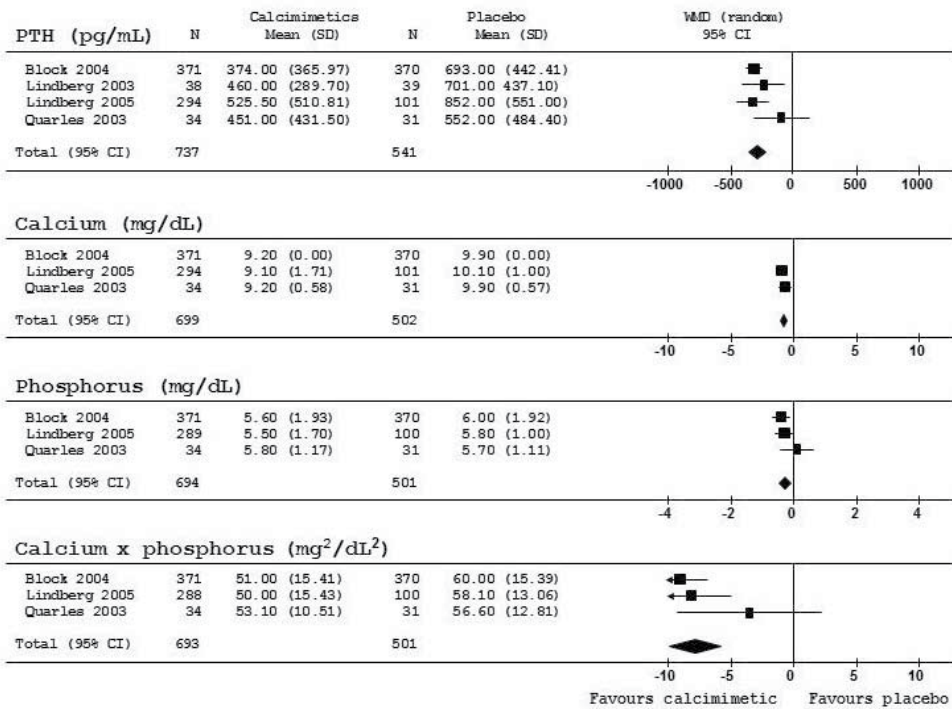 Calcimimetics Placebo WMD (random)
PTH (pg/mL) N Mean (SD) N Mean (SD) 95% CI
Block 2004 371 374.00 (365.97) 370 693.00 (442.41)
Lindberg 2003 38 460.00 (289.70) 39 701.00 437.10)
Lindberg 2005 294 525.50 (510.81) 101 852.00 (551.00)
Quarles 2003 34 451.00 (431.50) 31 552.00 (484.40)
Total (95% CI) 737 541
-1000 -500 0 500 1000
Calcium (mg/dL)
Block 2004 371 9.20 (0.00) 370 9.90 (0.00)
Lindberg 2005 294 9.10 (1.71) 101 10.10 (1.00)
Quarles 2003 34 9.20 (0.58) 31 9.90 (0.57)
Total (95% CI) 699 502
-10 -5 0 5 10
Phosphorus (mg/dL)
Block 2004 371 5.60 (1.93) 370 6.00 (1.92)
Lindberg 2005 289 5.50 (1.70) 100 5.80 (1.00)
Quarles 2003 34 5.80 (1.17) 31 5.70 (1.11)
Total (95% CI) 694 501
-4 -2 0 2 4
Calcium x phosphorus (mg²/dL²)
Block 2004 371 51.00 (15.41) 370 60.00 (15.39)
Lindberg 2005 288 50.00 (15.43) 100 58.10 (13.06)
Quarles 2003 34 53.10 (10.51) 31 56.60 (12.81)
Total (95% CI) 693 501
-10 -5 0 5 10
Favours calcimimetic Favours placebo